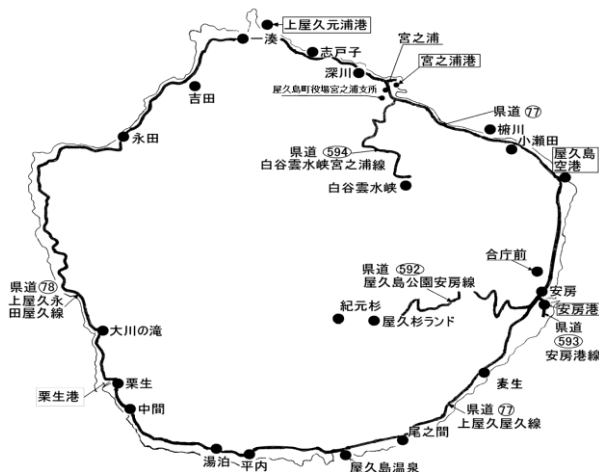 上屋久元浦港
一湊
志戸子
宮之浦
深川
宮之浦港
屋久島町役場宮之浦支所
吉田
県道 77
永田
椨川
小瀬田
県道 594
白谷雲水峡宮之浦線
屋久島
空港
白谷雲水峡
合庁前
県道 592
屋久島公園安房線
県道 78
上屋久永
田屋久線
安房
安房港
紀元杉
屋久杉ランド
県道
593
安房港線
大川の滝
栗生港
栗生
麦生
中間
県道 77
上屋久屋久線
尾之間
湯泊
平内
屋久島温泉